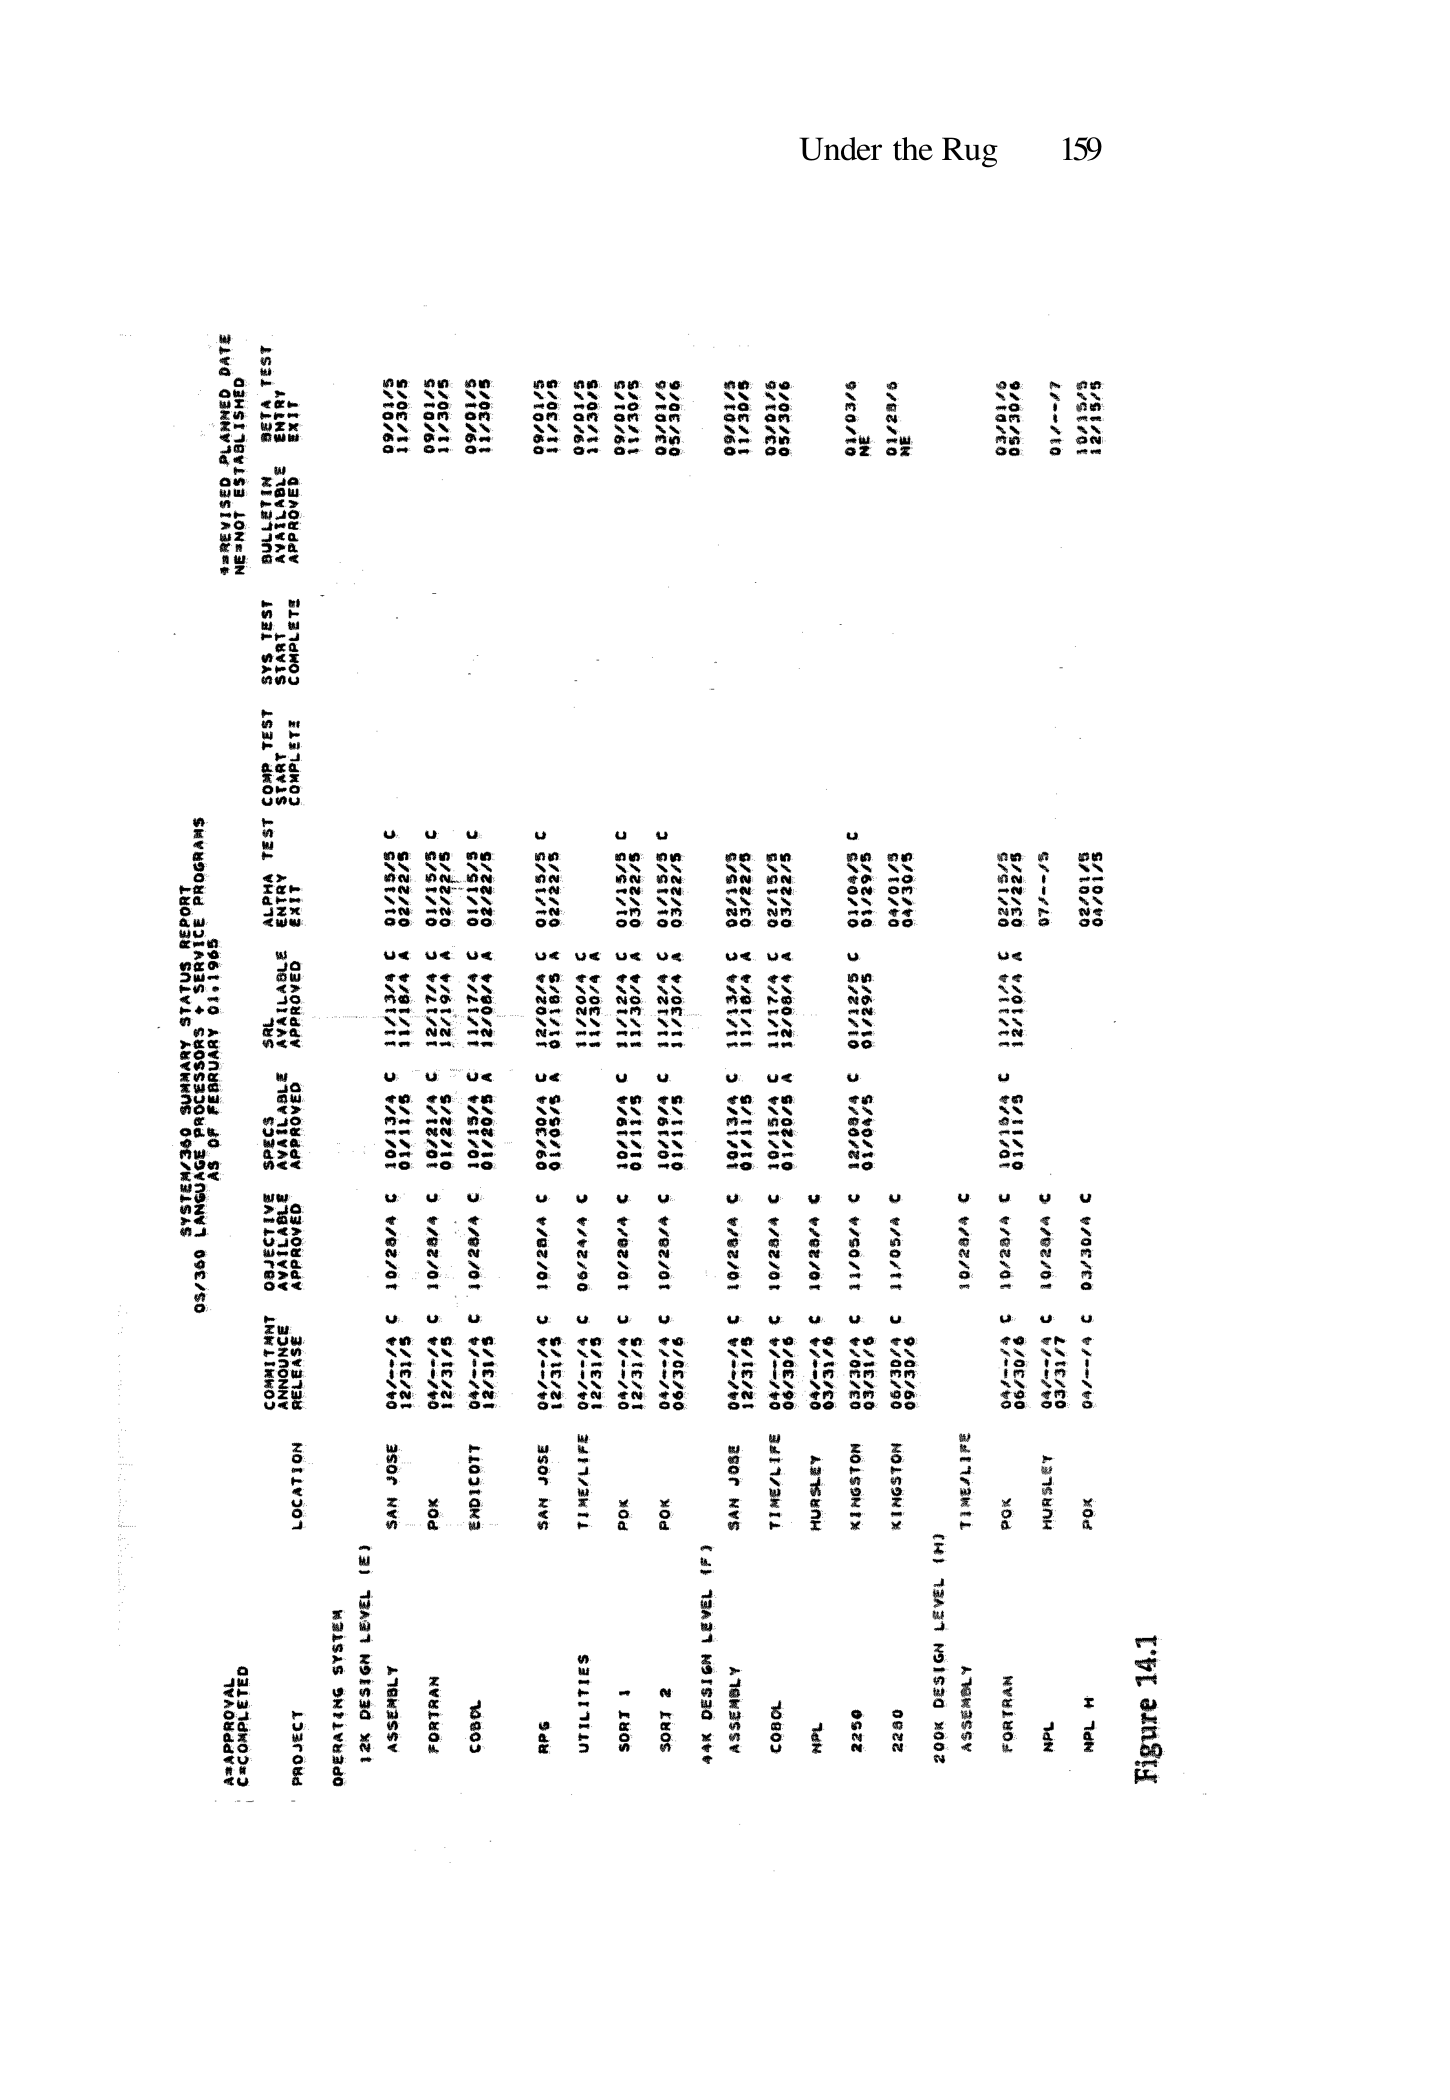 Under the Rug 159
SYSTEM/360 SUMMARY STATUS REPORT
OS/360 LANGUAGE PROCESSORS + SERVICE PROGRAMS
AS OF FEBRUARY 01,1965
A=APPROVAL *=REVISED PLANNED DATE
C=COMPLETED NE=NOT ESTABLISHED
COMMITMNT OBJECTIVE SPECS SRL ALPHA TEST COMP TEST SYS TEST BULLETIN BETA TEST
ANNOUNCE AVAILABLE AVAILABLE AVAILABLE ENTRY START START AVAILABLE ENTRY
PROJECT LOCATION RELEASE APPROVED APPROVED APPROVED EXIT COMPLETE COMPLETE APPROVED EXIT
OPERATING SYSTEM
12K DESIGN LEVEL (E)
ASSEMBLY SAN JOSE 04/--/4 C 10/28/4 C 10/13/4 C 11/13/4 C 01/15/5 C 09/01/5
12/31/5 01/11/5 11/18/4 A 02/22/5 11/30/5
FORTRAN POK 04/--/4 C 10/28/4 C 10/21/4 C 12/17/4 C 01/15/5 C 09/01/5
12/31/5 01/22/5 12/19/4 A 02/22/5 11/30/5
COBOL ENDICOTT 04/--/4 C 10/28/4 C 10/15/4 C 11/17/4 C 01/15/5 C 09/01/5
12/31/5 01/20/5 A 12/08/4 A 02/22/5 11/30/5
RPG SAN JOSE 04/--/4 C 10/28/4 C 09/30/4 C 12/02/4 C 01/15/5 C 09/01/5
12/31/5 01/05/5 A 01/18/5 A 02/22/5 11/30/5
UTILITIES TIME/LIFE 04/--/4 C 06/24/4 C 11/20/4 C 09/01/5
12/31/5 11/30/4 A 11/30/5
SORT 1 POK 04/--/4 C 10/28/4 C 10/19/4 C 11/12/4 C 01/15/5 C 09/01/5
12/31/5 01/11/5 11/30/4 A 03/22/5 11/30/5
SORT 2 POK 04/--/4 C 10/28/4 C 10/19/4 C 11/12/4 C 01/15/5 C 03/01/6
06/30/6 01/11/5 11/30/4 A 03/22/5 05/30/6
44K DESIGN LEVEL (F)
ASSEMBLY SAN JOSE 04/--/4 C 10/28/4 C 10/13/4 C 11/13/4 C 02/15/5 09/01/5
12/31/5 01/11/5 11/18/4 A 03/22/5 11/30/5
COBOL TIME/LIFE 04/--/4 C 10/28/4 C 10/15/4 C 11/17/4 C 02/15/5 03/01/6
06/30/6 01/20/5 A 12/08/4 A 03/22/5 05/30/6
NPL HURSLEY 04/--/4 C 10/28/4 C
03/31/6
2250 KINGSTON 03/30/4 C 11/05/4 C 12/08/4 C 01/12/5 C 01/04/5 C 01/03/6
03/31/6 01/04/5 01/29/5 01/29/5 NE
2280 KINGSTON 06/30/4 C 11/05/4 C 04/01/5 01/28/6
09/30/6 04/30/5 NE
200K DESIGN LEVEL (H)
ASSEMBLY TIME/LIFE 10/28/4 C
FORTRAN POK 04/--/4 C 10/28/4 C 10/16/4 C 11/11/4 C 02/15/5 03/01/6
06/30/6 01/11/5 12/10/4 A 03/22/5 05/30/6
NPL HURSLEY 04/--/4 C 10/28/4 C 07/--/5
03/31/7 01/--/7
NPL H POK 04/--/4 C 03/30/4 C 02/01/5 10/15/5
04/01/5 12/15/5
Figure 14.1